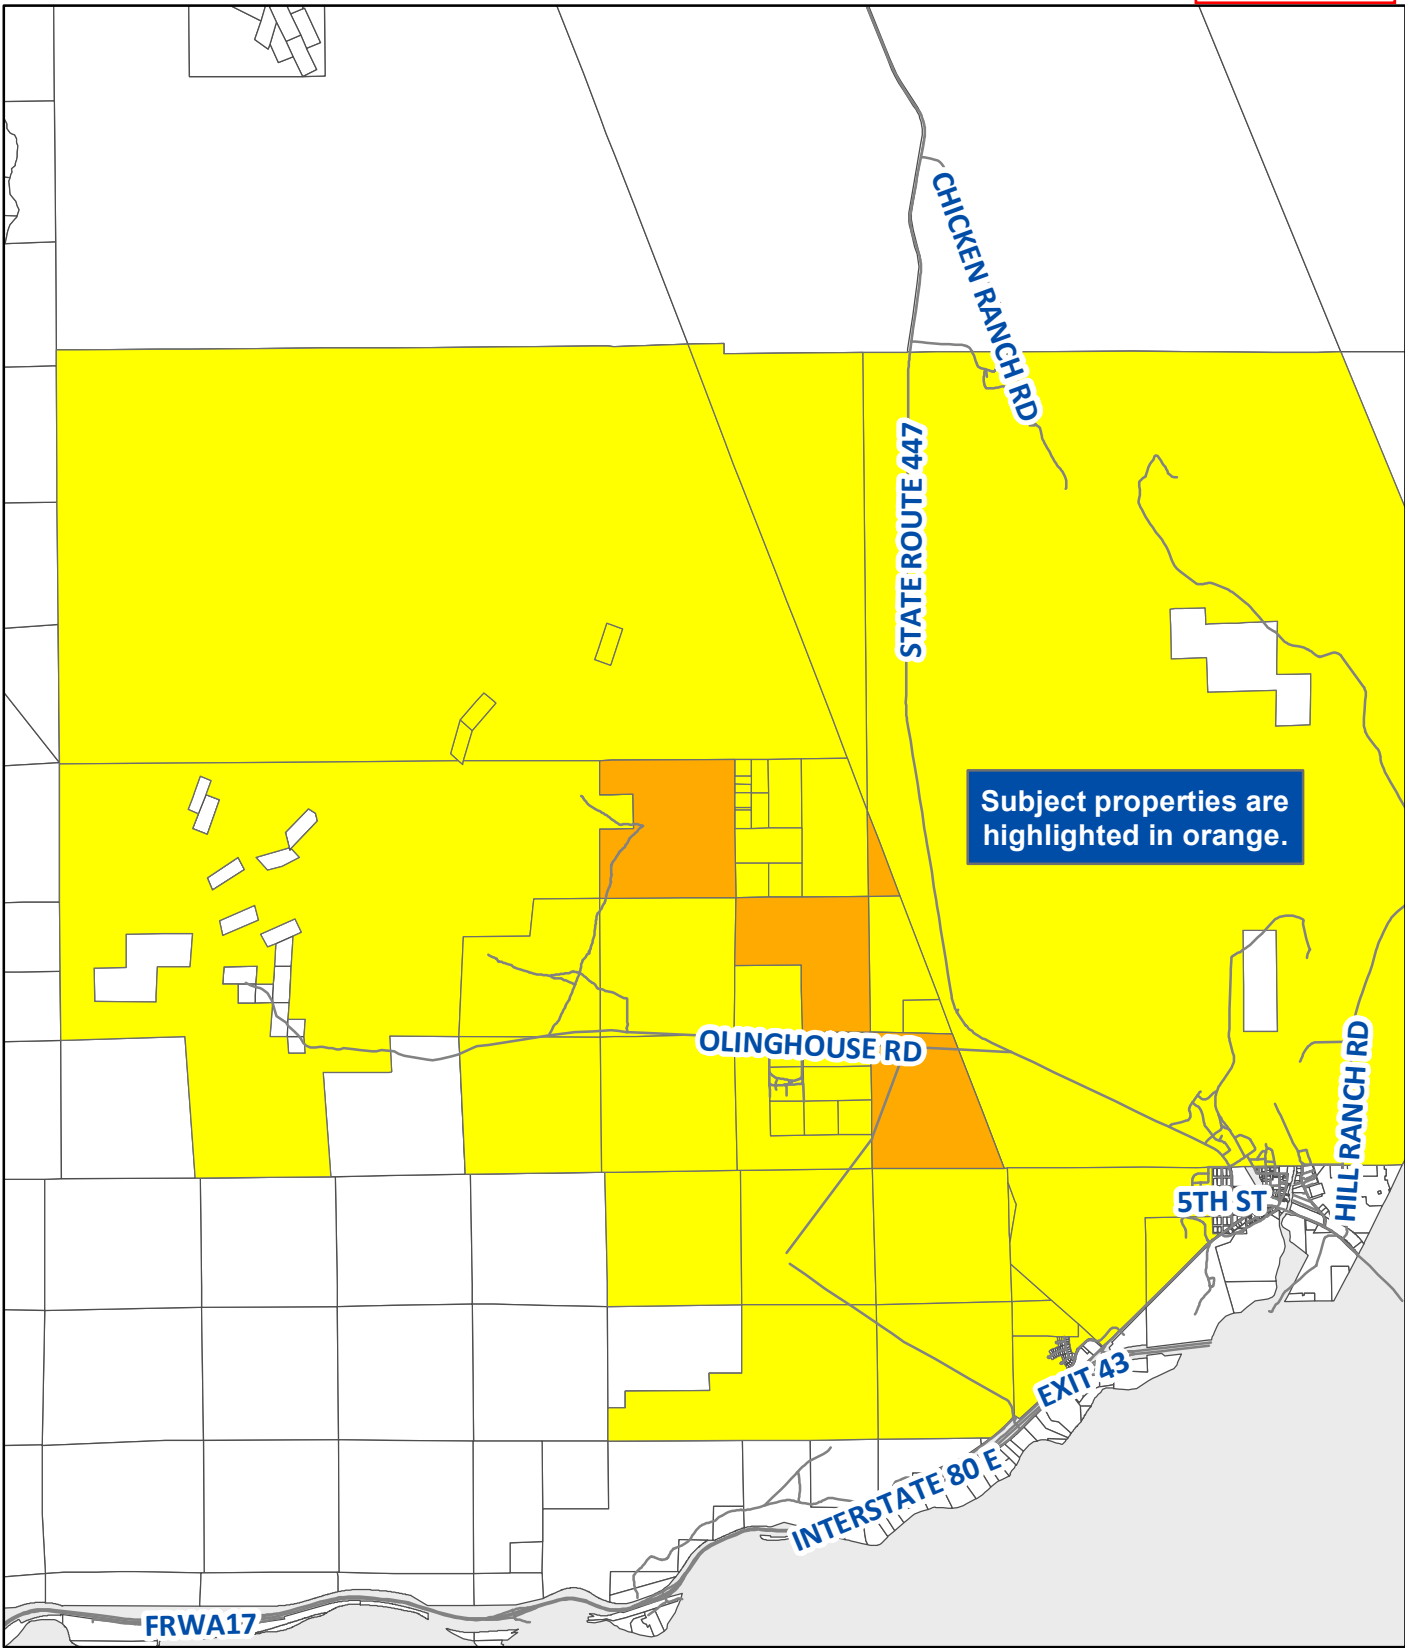 CHICKEN RANCH RD
STATE ROUTE 447
Subject properties are
highlighted in orange.
OLINGHOUSE RD
HILL RANCH RD
5TH ST
EXIT 43
INTERSTATE 80 E
FRWA17